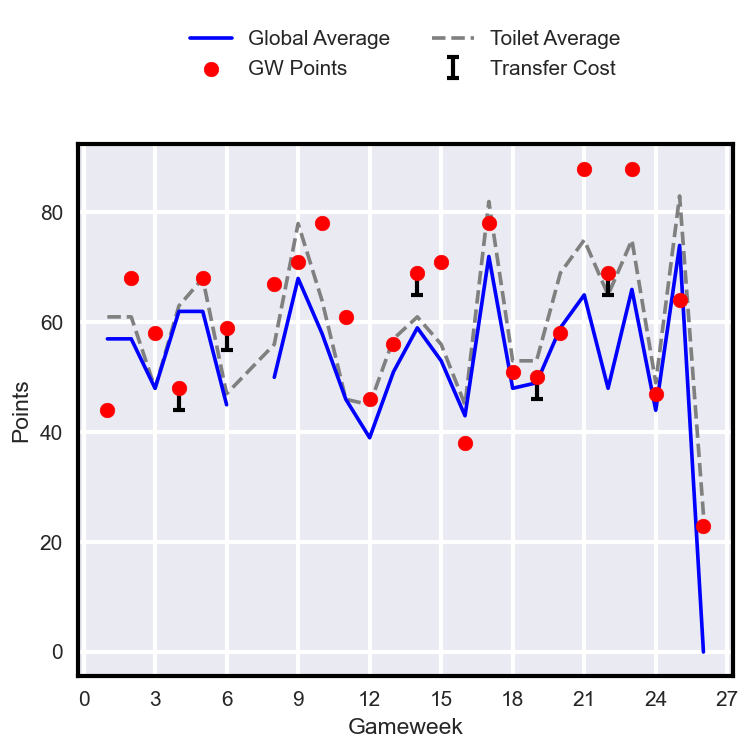 Global Average
Toilet Average
GW Points
Transfer Cost
80
60
40
20
0
Points
0 3 6 9 12 15 18 21 24 27
Gameweek